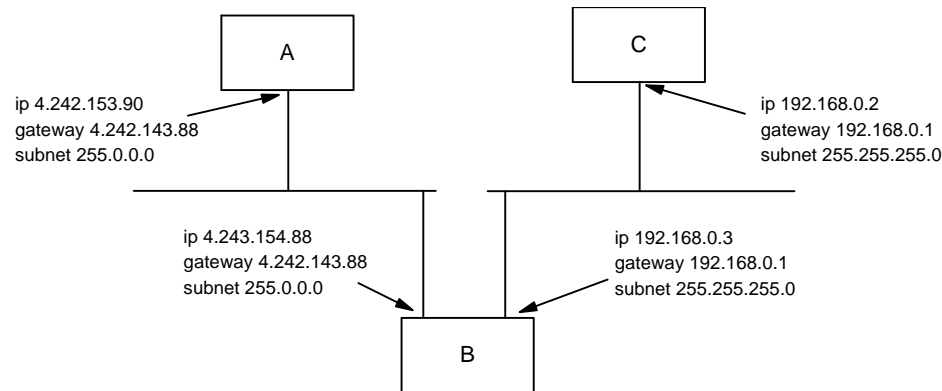 A
C
ip 4.242.153.90
gateway 4.242.143.88
subnet 255.0.0.0
ip 192.168.0.2
gateway 192.168.0.1
subnet 255.255.255.0
ip 4.243.154.88
gateway 4.242.143.88
subnet 255.0.0.0
ip 192.168.0.3
gateway 192.168.0.1
subnet 255.255.255.0
B